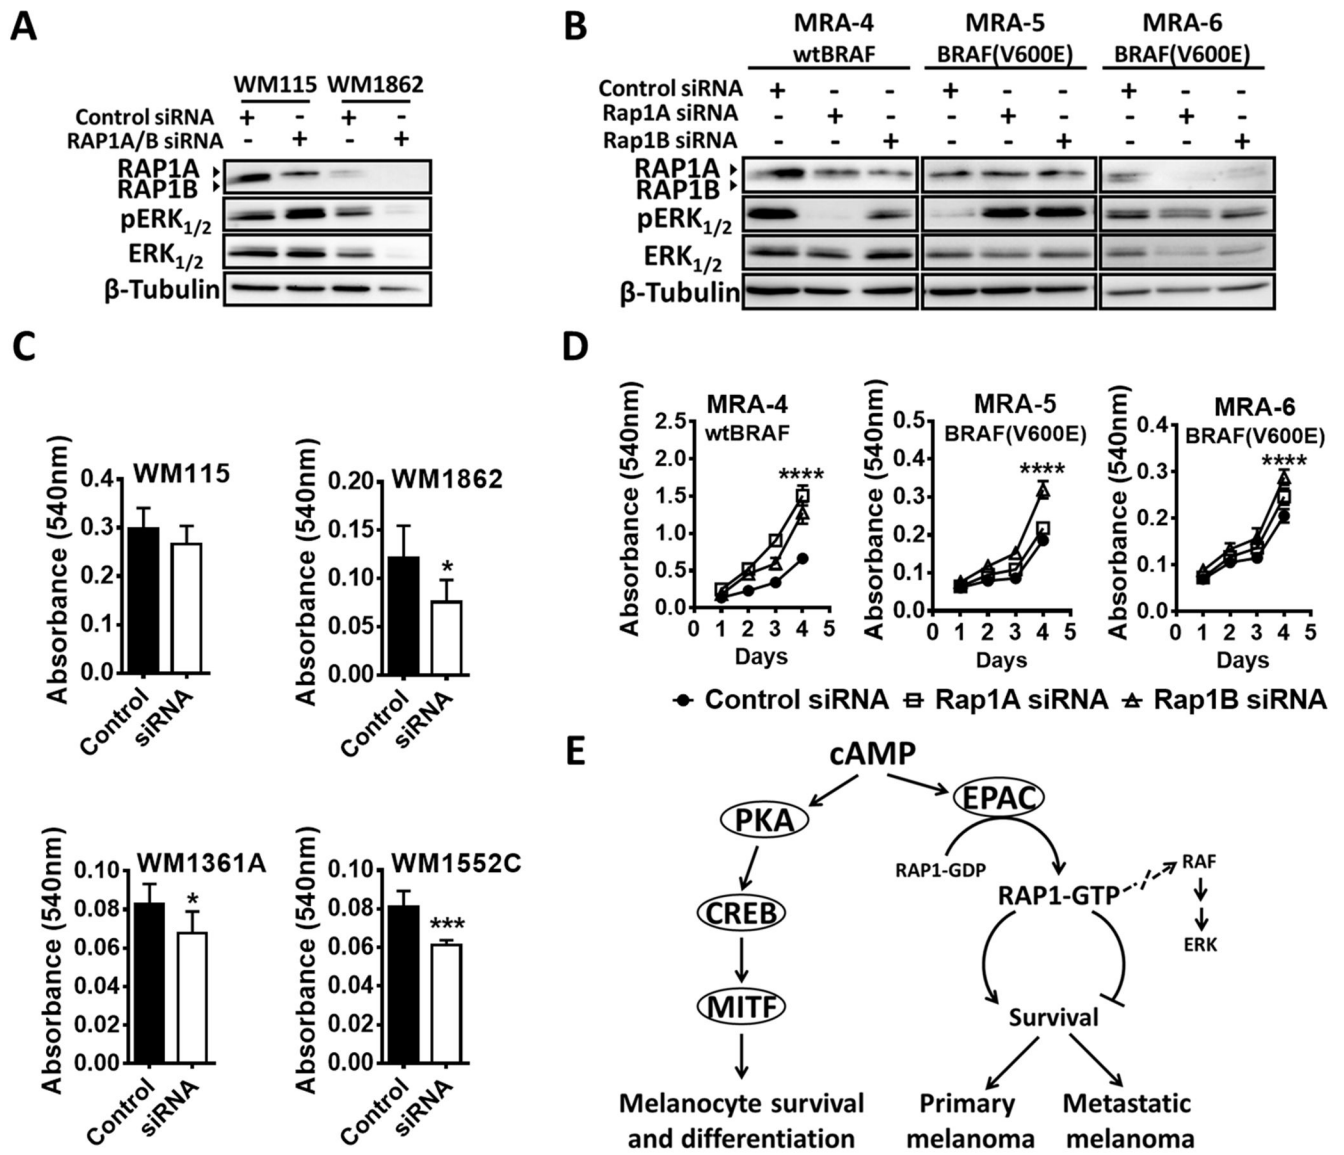 A
WM115 WM1862
Control siRNA + - + -
RAP1A/B siRNA - + - +
RAP1A
RAP1B
pERK1/2
ERK1/2
β-Tubulin
B
MRA-4 MRA-5 MRA-6
wtBRAF BRAF(V600E) BRAF(V600E)
Control siRNA + - - + - - + - -
Rap1A siRNA - + - - + - - + -
Rap1B siRNA - - + - - + - - +
RAP1A
RAP1B
pERK1/2
ERK1/2
β-Tubulin
C
WM115
Absorbance (540nm)
0.4
0.3
0.2
0.1
0.0
Control siRNA
WM1862
Absorbance (540nm)
0.20
0.15
0.10
0.05
0.00
*
Control siRNA
WM1361A
Absorbance (540nm)
0.10
0.08
0.06
0.04
0.02
0.00
*
Control siRNA
WM1552C
Absorbance (540nm)
0.10
0.08
0.06
0.04
0.02
0.00
***
Control siRNA
D
MRA-4
wtBRAF
Absorbance (540nm)
2.5
2.0
1.5
1.0
0.5
0.0
****
0 1 2 3 4 5
Days
MRA-5
BRAF(V600E)
Absorbance (540nm)
0.5
0.4
0.3
0.2
0.1
0.0
****
0 1 2 3 4 5
Days
MRA-6
BRAF(V600E)
Absorbance (540nm)
0.4
0.3
0.2
0.1
0.0
****
0 1 2 3 4 5
Days
Control siRNA Rap1A siRNA Rap1B siRNA
E
cAMP
PKA
EPAC
RAP1-GDP
RAP1-GTP
RAF
ERK
CREB
MITF
Survival
Melanocyte survival
and differentiation
Primary
melanoma
Metastatic
melanoma